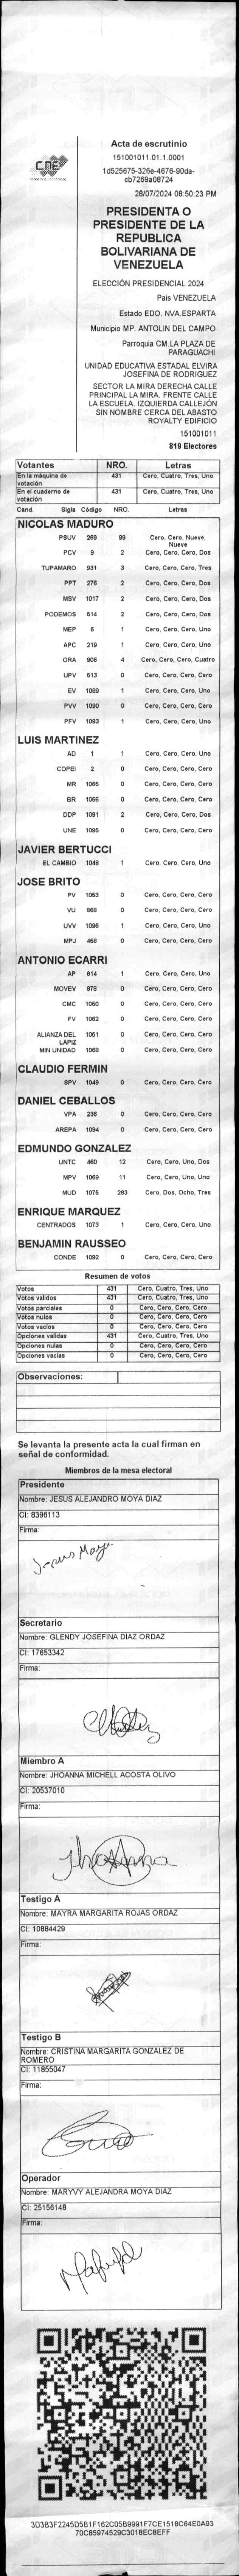 CNE
Acta de escrutinio
151001011.01.1.0001
1d525675-326e-4676-90da-
cb7269a08724
28/07/2024 08:50:23 PM
PRESIDENTA O
PRESIDENTE DE LA
REPUBLICA
BOLIVARIANA DE
VENEZUELA
ELECCIÓN PRESIDENCIAL 2024
País VENEZUELA
Estado EDO. NVA.ESPARTA
Municipio MP. ANTOLIN DEL CAMPO
Parroquia CM.LA PLAZA DE
PARAGUACHI
UNIDAD EDUCATIVA ESTADAL ELVIRA
JOSEFINA DE RODRIGUEZ
SECTOR LA MIRA DERECHA CALLE
PRINCIPAL LA MIRA. FRENTE CALLE
LA ESCUELA. IZQUIERDA CALLEJÓN
SIN NOMBRE CERCA DEL ABASTO
ROYALTY EDIFICIO
151001011
819 Electores
Votantes NRO. Letras
En la máquina de
votación 431 Cero, Cuatro, Tres, Uno
En el cuaderno de
votación 431 Cero, Cuatro, Tres, Uno
Cand. Sigla Código NRO. Letras
NICOLAS MADURO
PSUV 269 99 Cero, Cero, Nueve,
Nueve
PCV 9 2 Cero, Cero, Cero, Dos
TUPAMARO 931 3 Cero, Cero, Cero, Tres
PPT 276 2 Cero, Cero, Cero, Dos
MSV 1017 2 Cero, Cero, Cero, Dos
PODEMOS 514 2 Cero, Cero, Cero, Dos
MEP 6 1 Cero, Cero, Cero, Uno
APC 219 1 Cero, Cero, Cero, Uno
ORA 906 4 Cero, Cero, Cero, Cuatro
UPV 513 0 Cero, Cero, Cero, Cero
EV 1089 1 Cero, Cero, Cero, Uno
PVV 1090 0 Cero, Cero, Cero, Cero
PFV 1093 1 Cero, Cero, Cero, Uno
LUIS MARTINEZ
AD 1 1 Cero, Cero, Cero, Uno
COPEI 2 0 Cero, Cero, Cero, Cero
MR 1065 0 Cero, Cero, Cero, Cero
BR 1066 0 Cero, Cero, Cero, Cero
DDP 1091 2 Cero, Cero, Cero, Dos
UNE 1095 0 Cero, Cero, Cero, Cero
JAVIER BERTUCCI
EL CAMBIO 1048 1 Cero, Cero, Cero, Uno
JOSE BRITO
PV 1053 0 Cero, Cero, Cero, Cero
VU 868 0 Cero, Cero, Cero, Cero
UVV 1096 1 Cero, Cero, Cero, Uno
MPJ 458 0 Cero, Cero, Cero, Cero
ANTONIO ECARRI
AP 814 1 Cero, Cero, Cero, Uno
MOVEV 878 0 Cero, Cero, Cero, Cero
CMC 1050 0 Cero, Cero, Cero, Cero
FV 1062 0 Cero, Cero, Cero, Cero
ALIANZA DEL 1051 0 Cero, Cero, Cero, Cero
LAPIZ
MIN UNIDAD 1068 0 Cero, Cero, Cero, Cero
CLAUDIO FERMIN
SPV 1049 0 Cero, Cero, Cero, Cero
DANIEL CEBALLOS
VPA 236 0 Cero, Cero, Cero, Cero
AREPA 1094 0 Cero, Cero, Cero, Cero
EDMUNDO GONZALEZ
UNTC 460 12 Cero, Cero, Uno, Dos
MPV 1069 11 Cero, Cero, Uno, Uno
MUD 1075 283 Cero, Dos, Ocho, Tres
ENRIQUE MARQUEZ
CENTRADOS 1073 1 Cero, Cero, Cero, Uno
BENJAMIN RAUSSEO
CONDE 1092 0 Cero, Cero, Cero, Cero
Resumen de votos
Votos 431 Cero, Cuatro, Tres, Uno
Votos validos 431 Cero, Cuatro, Tres, Uno
Votos parciales 0 Cero, Cero, Cero, Cero
Votos nulos 0 Cero, Cero, Cero, Cero
Votos vacios 0 Cero, Cero, Cero, Cero
Opciones validas 431 Cero, Cuatro, Tres, Uno
Opciones nulas 0 Cero, Cero, Cero, Cero
Opciones vacias 0 Cero, Cero, Cero, Cero
Observaciones:
Se levanta la presente acta la cual firman en
señal de conformidad.
Miembros de la mesa electoral
Presidente
Nombre: JESUS ALEJANDRO MOYA DIAZ
CI: 8396113
Firma:
Jesus Moya
Secretario
Nombre: GLENDY JOSEFINA DIAZ ORDAZ
CI: 17653342
Firma:
Miembro A
Nombre: JHOANNA MICHELL ACOSTA OLIVO
CI: 20537010
Firma:
Jhoanna
Testigo A
Nombre: MAYRA MARGARITA ROJAS ORDAZ
CI: 10884429
Firma:
Testigo B
Nombre: CRISTINA MARGARITA GONZALEZ DE
ROMERO
CI: 11855047
Firma:
Operador
Nombre: MARYVY ALEJANDRA MOYA DIAZ
CI: 25156148
Firma:
3D3B3F2245D5B1F162C05B9991F7CE1518C64E0A93
70C85974529C3018EC8EFF